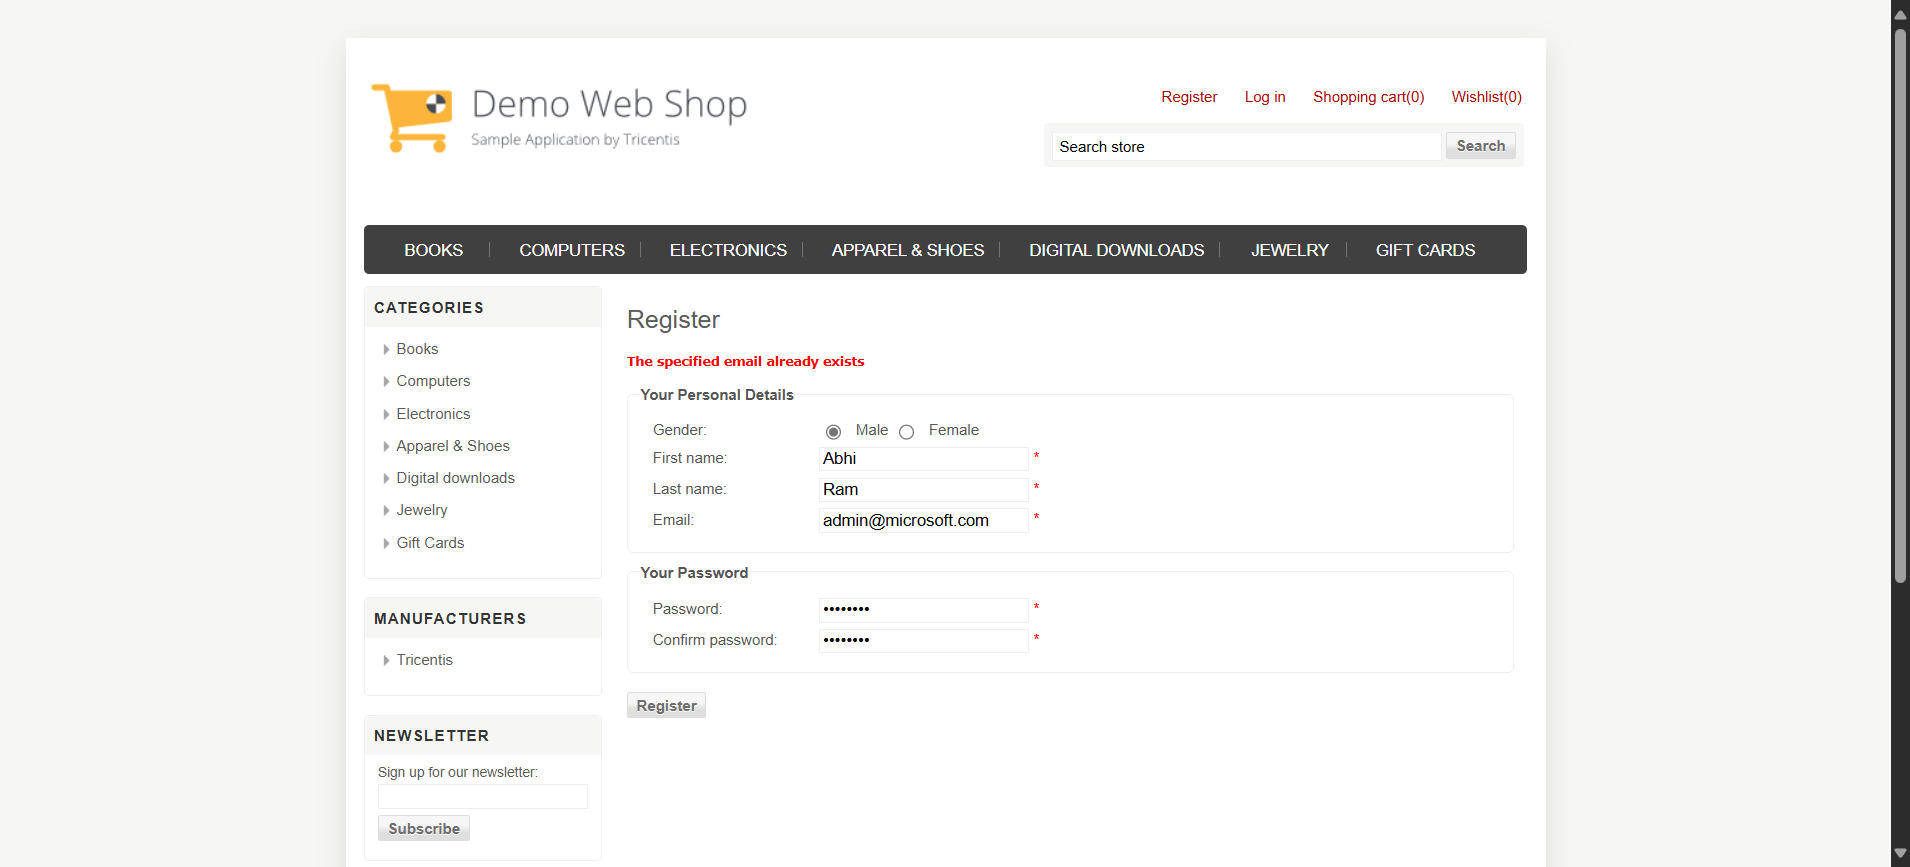 Demo Web Shop
Sample Application by Tricentis
Register Log in Shopping cart(0) Wishlist(0)
Search store Search
BOOKS COMPUTERS ELECTRONICS APPAREL & SHOES DIGITAL DOWNLOADS JEWELRY GIFT CARDS
CATEGORIES
Books
Computers
Electronics
Apparel & Shoes
Digital downloads
Jewelry
Gift Cards
MANUFACTURERS
Tricentis
NEWSLETTER
Sign up for our newsletter:
Subscribe
Register
The specified email already exists
Your Personal Details
Gender: Male Female
First name: Abhi *
Last name: Ram *
Email: admin@microsoft.com *
Your Password
Password: •••••••• *
Confirm password: •••••••• *
Register